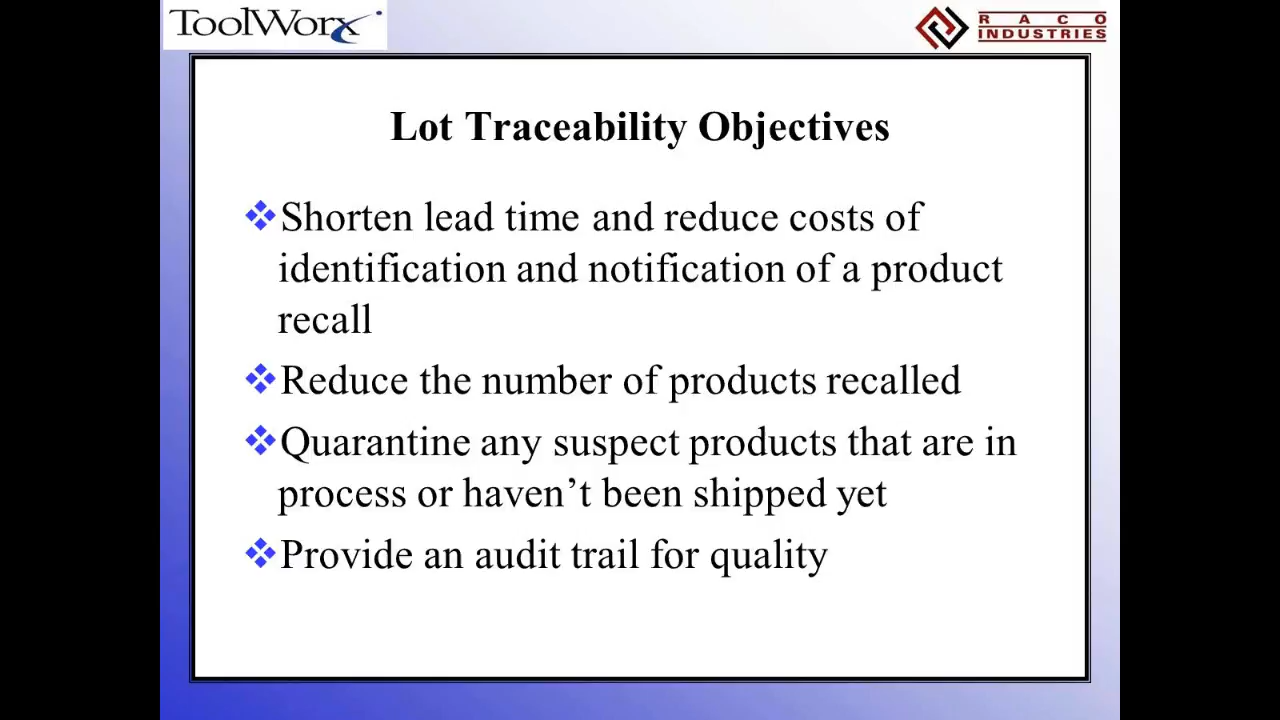 ToolWorx
RACO
INDUSTRIES
Lot Traceability Objectives
Shorten lead time and reduce costs of
identification and notification of a product
recall
Reduce the number of products recalled
Quarantine any suspect products that are in
process or haven’t been shipped yet
Provide an audit trail for quality